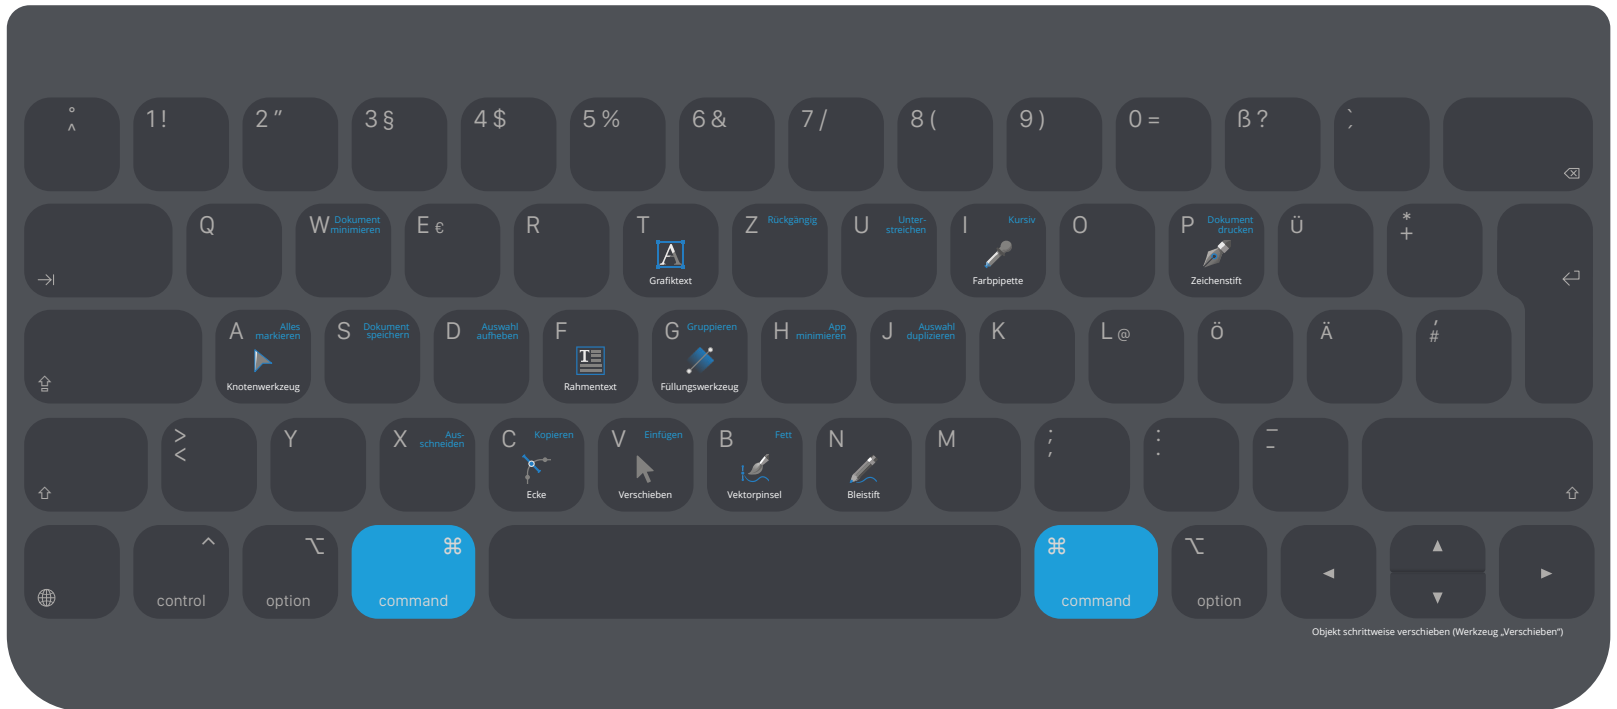 ° ^
1 !
2 "
3 §
4 $
5 %
6 &
7 /
8 (
9 )
0 =
ß ?
` ´
Q
W Dokument
minimieren
E €
R
T
Grafiktext
Z Rückgängig
U Unter-
streichen
I Kursiv
Farbpipette
O
P Dokument
drucken
Zeichenstift
Ü
*
+
A Alles
markieren
Knotenwerkzeug
S Dokument
speichern
D Auswahl
aufheben
F
Rahmentext
G Gruppieren
Füllungswerkzeug
H App
minimieren
J Auswahl
duplizieren
K
L @
Ö
Ä
'
#
>
<
Y
X Aus-
schneiden
C Kopieren
Ecke
V Einfügen
Verschieben
B Fett
Vektorpinsel
N
Bleistift
M
;
,
:
.
_
-
^
control
⌥
option
⌘
command
⌘
command
⌥
option
Objekt schrittweise verschieben (Werkzeug „Verschieben“)